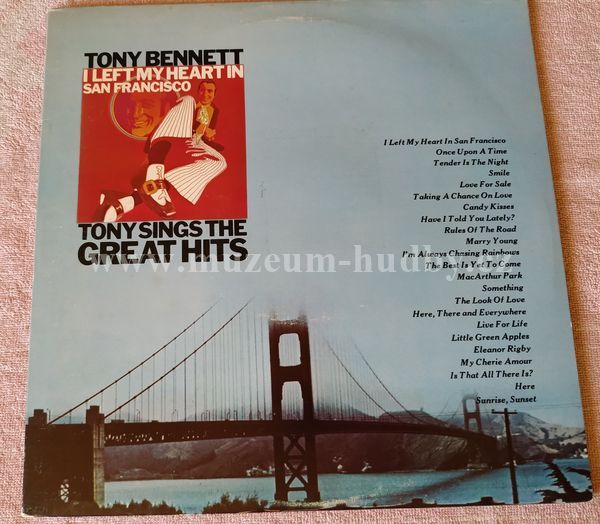 TONY BENNETT
I LEFT MY HEART IN
SAN FRANCISCO
TONY SINGS THE
GREAT HITS
I Left My Heart In San Francisco
Once Upon A Time
Tender Is The Night
Smile
Love For Sale
Taking A Chance On Love
Candy Kisses
Have I Told You Lately?
Rules Of The Road
Marry Young
I'm Always Chasing Rainbows
The Best Is Yet To Come
MacArthur Park
Something
The Look Of Love
Here, There and Everywhere
Live For Life
Little Green Apples
Eleanor Rigby
My Cherie Amour
Is That All There Is?
Here
Sunrise, Sunset